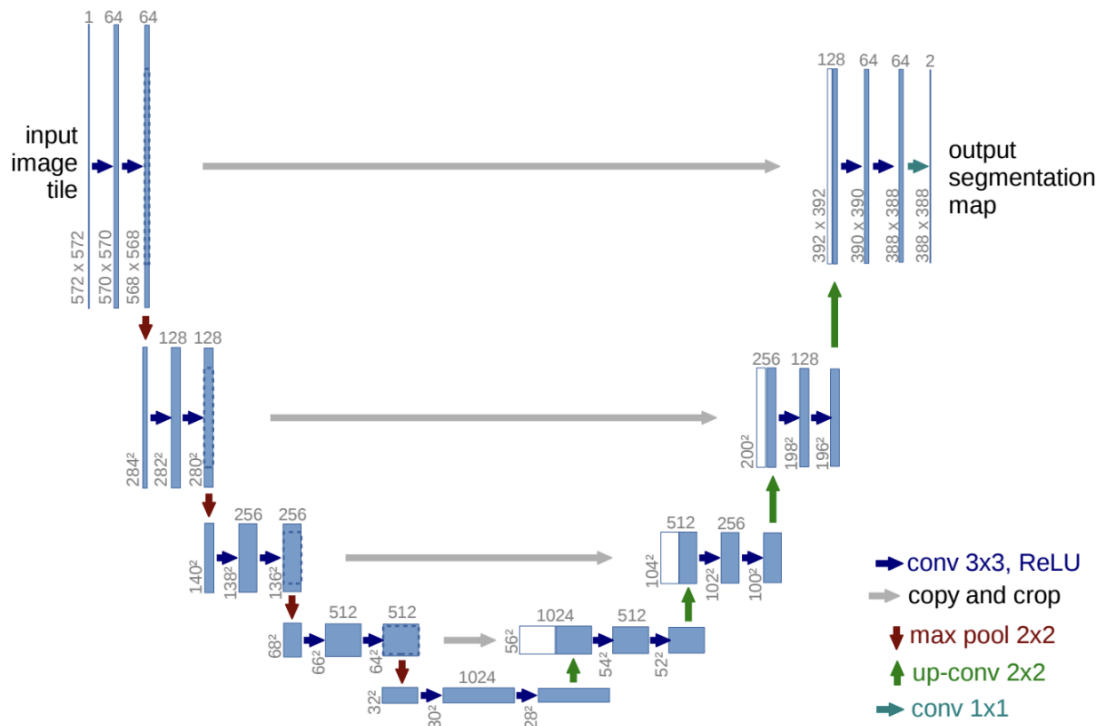 1 64 64
128 64 64 2
input
image
tile
output
segmentation
map
572 x 572
570 x 570
568 x 568
392 x 392
390 x 390
388 x 388
388 x 388
128 128
256 128
284²
282²
280²
200²
198²
196²
256 256
512 256
140²
138²
136²
104²
102²
100²
512 512
1024 512
68²
66²
64²
56²
54²
52²
1024
32²
30²
28²
conv 3x3, ReLU
copy and crop
max pool 2x2
up-conv 2x2
conv 1x1